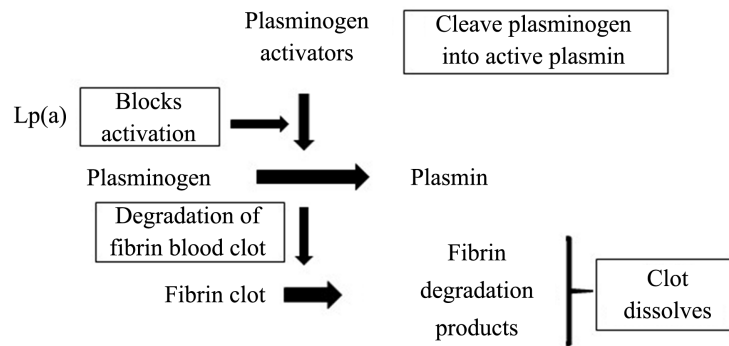 Plasminogen
activators
Cleave plasminogen
into active plasmin
Lp(a)
Blocks
activation
Plasminogen
Plasmin
Degradation of
fibrin blood clot
Fibrin clot
Fibrin
degradation
products
Clot
dissolves